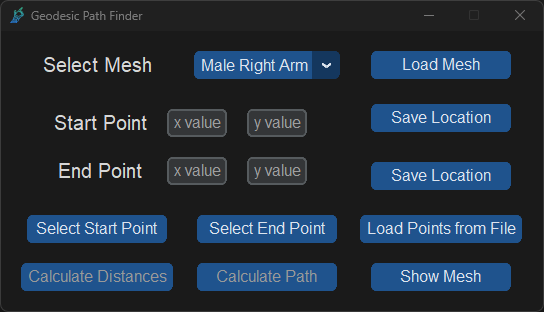 Geodesic Path Finder
Select Mesh Male Right Arm Load Mesh
Start Point x value y value Save Location
End Point x value y value Save Location
Select Start Point Select End Point Load Points from File
Calculate Distances Calculate Path Show Mesh